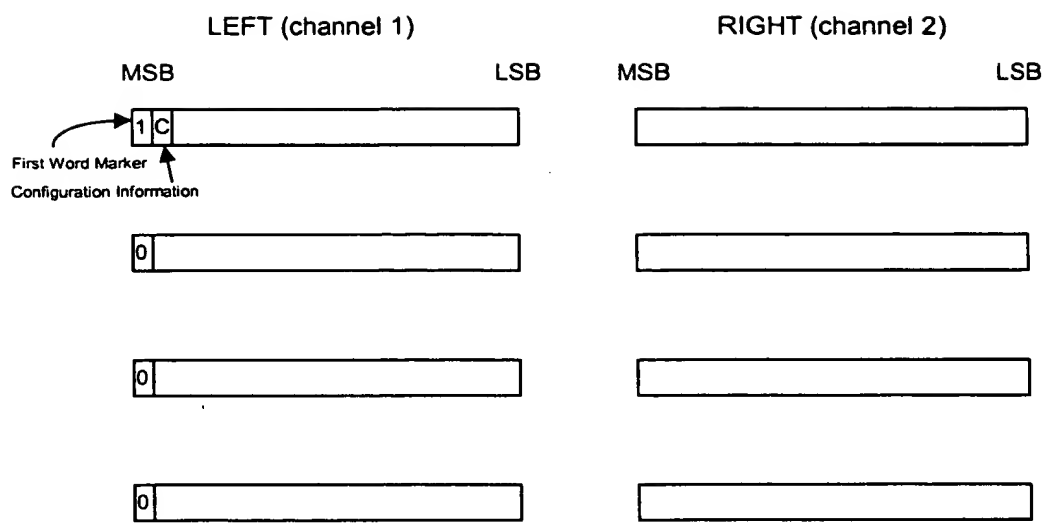 LEFT (channel 1) RIGHT (channel 2)
MSB LSB MSB LSB
1 C
First Word Marker
Configuration Information
0
0
0